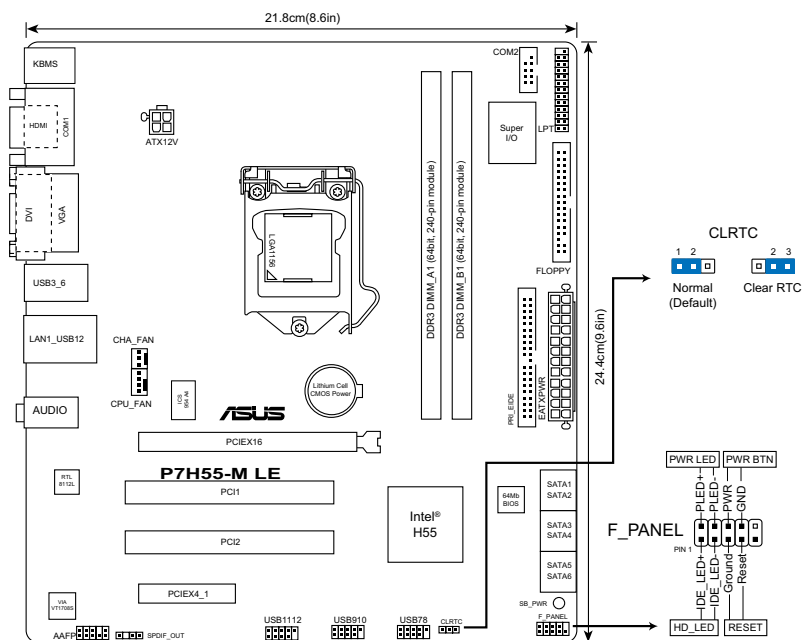 21.8cm(8.6in)
KBMS
COM2
HDMI
COM1
ATX12V
Super
I/O
LPT
DVI
VGA
LGA1156
DDR3 DIMM_A1 (64bit, 240-pin module)
DDR3 DIMM_B1 (64bit, 240-pin module)
FLOPPY
USB3_6
CLRTC
1 2
2 3
Normal
(Default)
Clear RTC
24.4cm(9.6in)
LAN1_USB12
CHA_FAN
CPU_FAN
ICS
954 A4
Lithium Cell
CMOS Power
PRI_EIDE
EATXPWR
AUDIO
ASUS
PCIEX16
P7H55-M LE
RTL
8112L
PCI1
64Mb
BIOS
SATA1
SATA2
Intel®
H55
SATA3
SATA4
PCI2
SATA5
SATA6
PCIEX4_1
VIA
VT1708S
SB_PWR
AAFP
SPDIF_OUT
USB1112
USB910
USB78
CLRTC
F_PANEL
PWR LED
PWR BTN
PLED+
PLED-
PWR
GND
F_PANEL
PIN 1
IDE_LED+
IDE_LED-
Ground
Reset
HD_LED
RESET